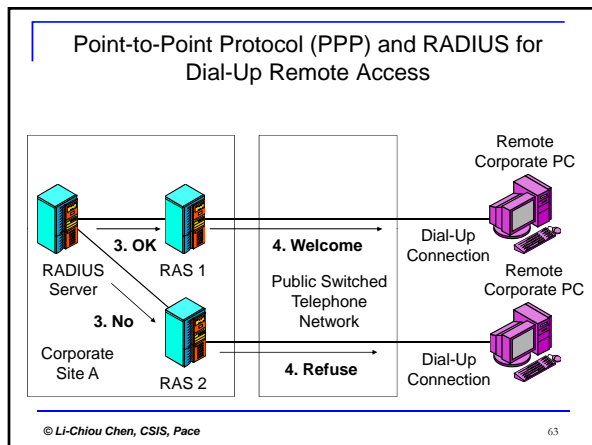 Point-to-Point Protocol (PPP) and RADIUS for
Dial-Up Remote Access
Remote
Corporate PC
3. OK
4. Welcome
RADIUS
Server
RAS 1
Dial-Up
Connection
Public Switched
Telephone
Network
Remote
Corporate PC
3. No
Corporate
Site A
RAS 2
4. Refuse
Dial-Up
Connection
© Li-Chiou Chen, CSIS, Pace
63